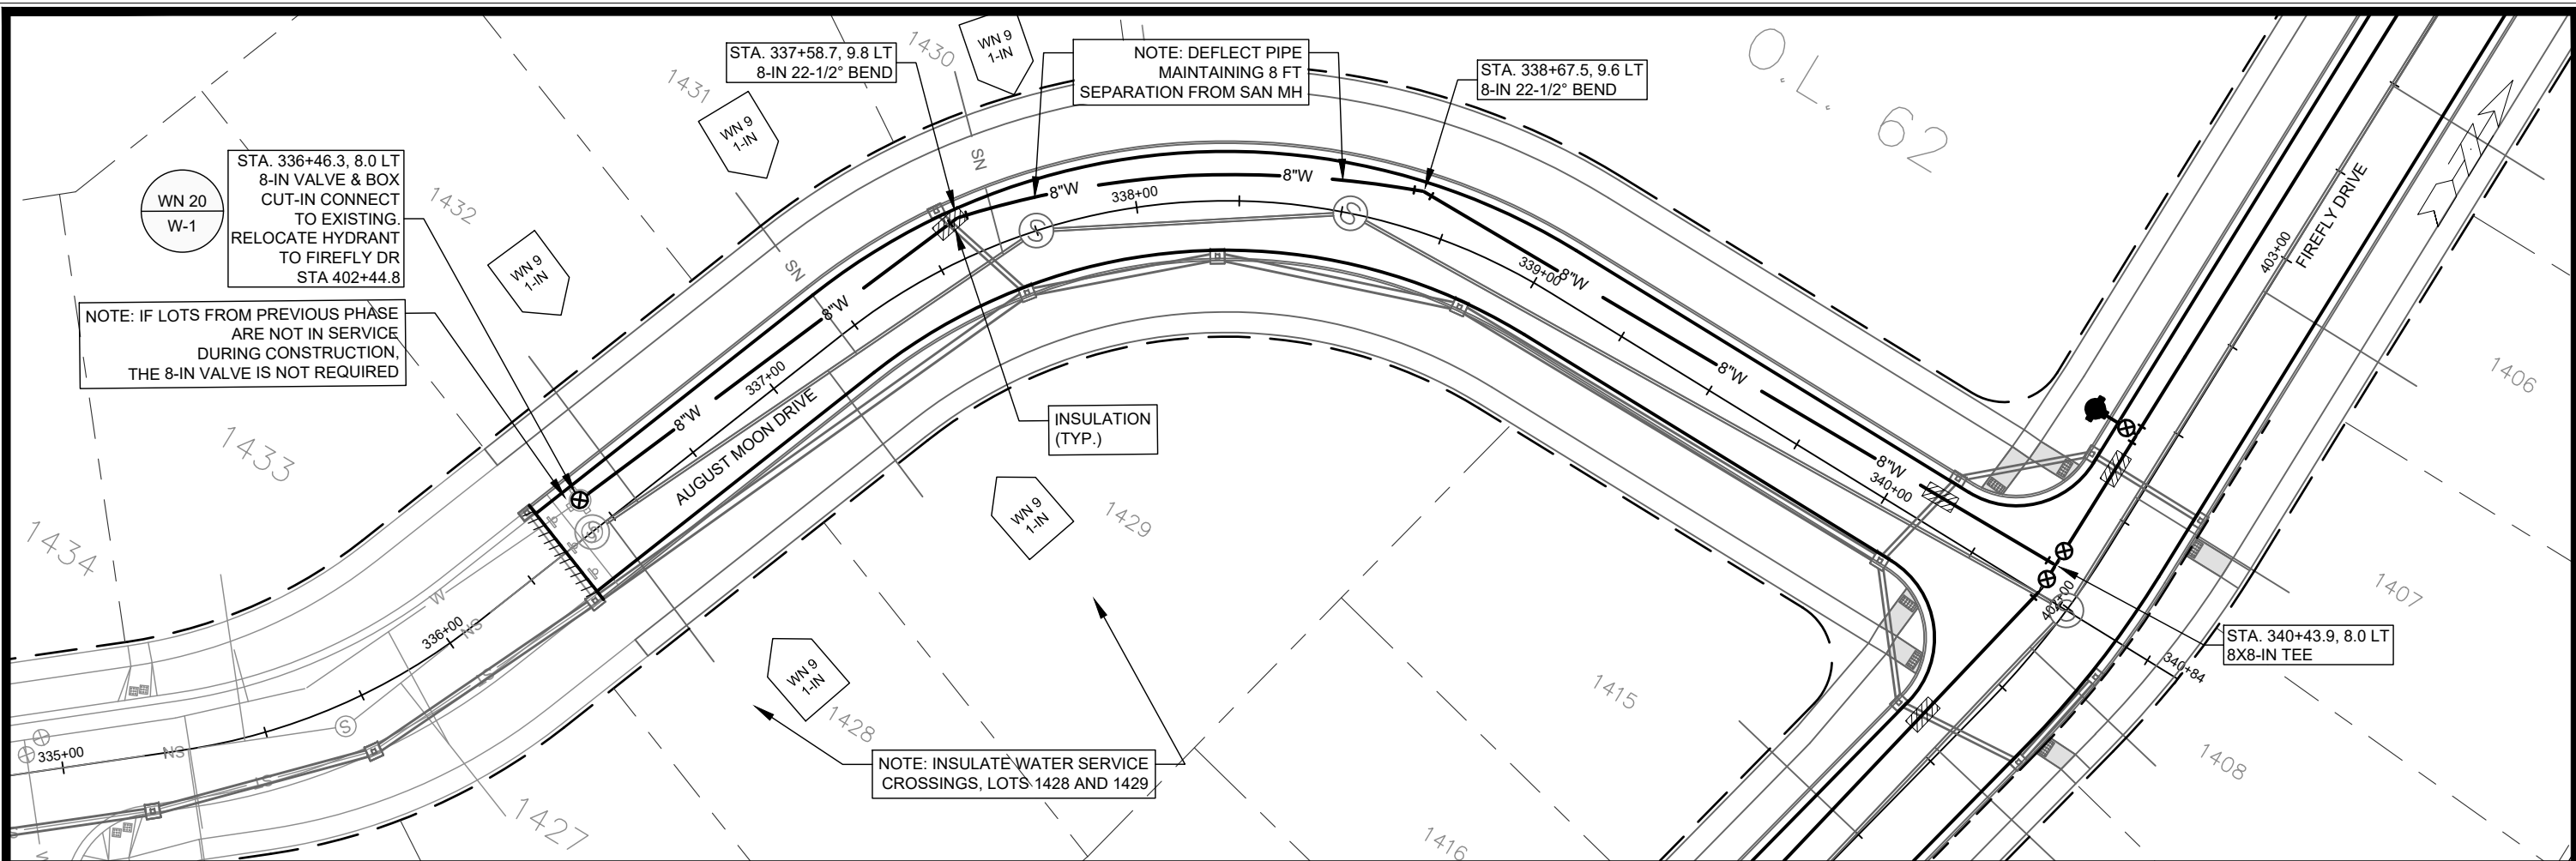 STA. 337+58.7, 9.8 LT
8-IN 22-1/2° BEND
1430
WN 9
1-IN
NOTE: DEFLECT PIPE
MAINTAINING 8 FT
SEPARATION FROM SAN MH
STA. 338+67.5, 9.6 LT
8-IN 22-1/2° BEND
O.L. 62
1431
WN 9
1-IN
WN 20
W-1
STA. 336+46.3, 8.0 LT
8-IN VALVE & BOX
CUT-IN CONNECT
TO EXISTING.
RELOCATE HYDRANT
TO FIREFLY DR
STA 402+44.8
1432
WN 9
1-IN
NOTE: IF LOTS FROM PREVIOUS PHASE
ARE NOT IN SERVICE
DURING CONSTRUCTION,
THE 8-IN VALVE IS NOT REQUIRED
SN
SN
8"W
8"W
8"W
8"W
8"W
8"W
8"W
338+00
339+00
337+00
340+00
AUGUST MOON DRIVE
INSULATION
(TYP.)
FIREFLY DRIVE
403+00
402+00
1406
1433
1434
WN 9
1-IN
1429
1407
W
336+00
NS
ST
S
335+00
NS
ST
WN 9
1-IN
1428
NOTE: INSULATE WATER SERVICE
CROSSINGS, LOTS 1428 AND 1429
1415
STA. 340+43.9, 8.0 LT
8X8-IN TEE
340+84
1408
1427
1416
W